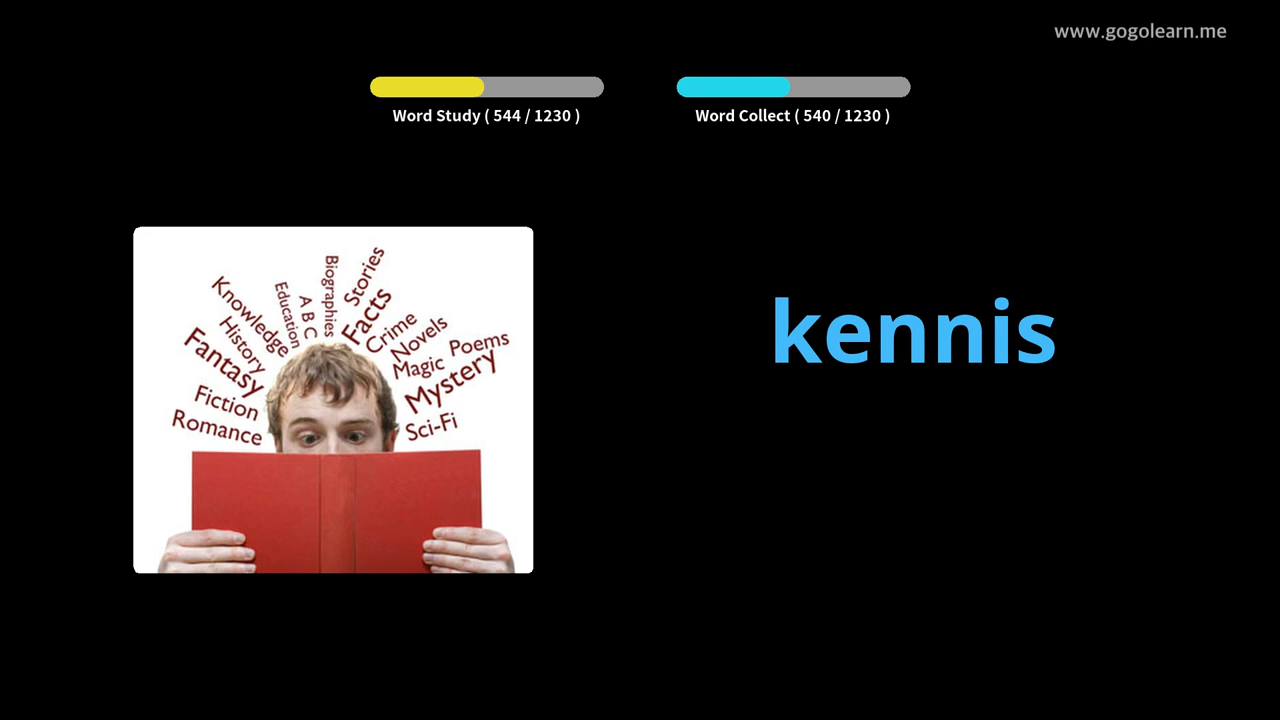 www.gogolearn.me
Word Study ( 544 / 1230 )
Word Collect ( 540 / 1230 )
Romance
Fiction
Fantasy
History
Knowledge
Education
A B C
Biographies
Stories
Facts
Crime
Novels
Magic
Poems
Mystery
Sci-Fi
kennis